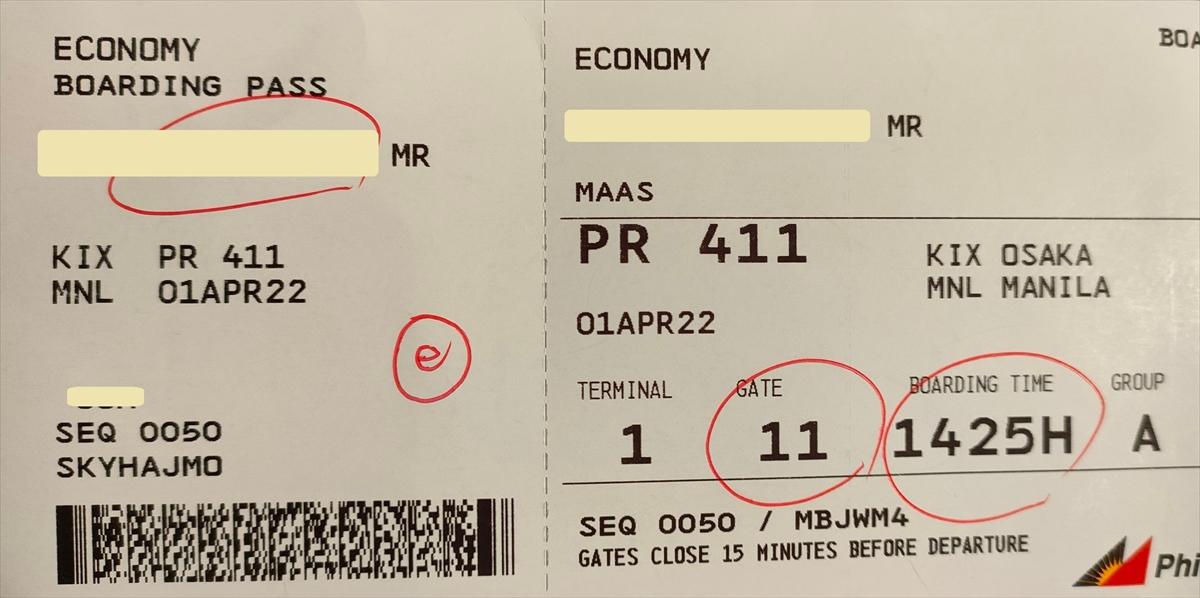 ECONOMY
BOARDING PASS
MR
KIX PR 411
MNL 01APR22
e
SEQ 0050
SKYHAJMO
ECONOMY
BOA
MR
MAAS
PR 411
KIX OSAKA
MNL MANILA
01APR22
TERMINAL GATE BOARDING TIME GROUP
1 11 1425H A
SEQ 0050 / MBJWM4
GATES CLOSE 15 MINUTES BEFORE DEPARTURE
Phi